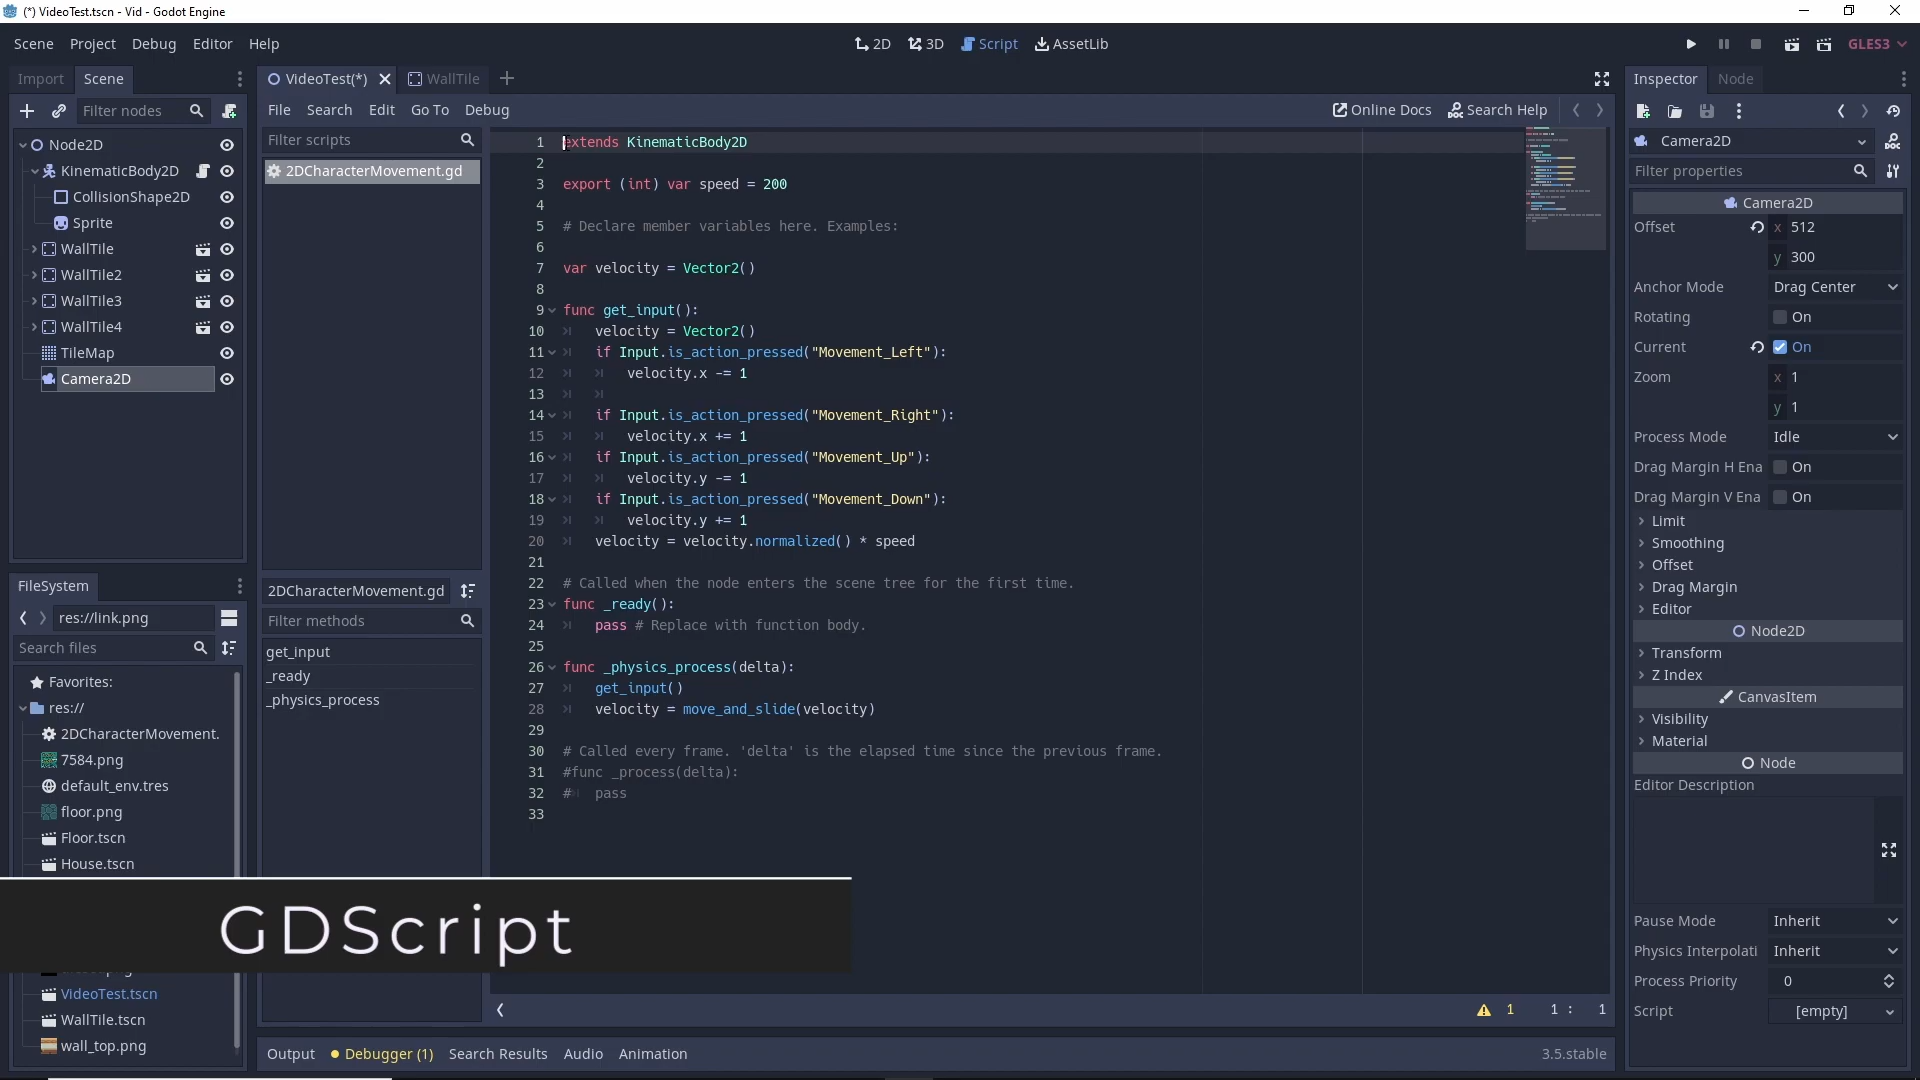 (*) VideoTest.tscn - Vid - Godot Engine
Scene Project Debug Editor Help
2D 3D Script AssetLib
GLES3
Import Scene
Filter nodes
Node2D
KinematicBody2D
CollisionShape2D
Sprite
WallTile
WallTile2
WallTile3
WallTile4
TileMap
Camera2D
FileSystem
res://link.png
Search files
Favorites:
res://
2DCharacterMovement.
7584.png
default_env.tres
floor.png
Floor.tscn
House.tscn
VideoTest.tscn
WallTile.tscn
wall_top.png
VideoTest(*) WallTile
File Search Edit Go To Debug
Online Docs Search Help
Filter scripts
2DCharacterMovement.gd
2DCharacterMovement.gd
Filter methods
get_input
_ready
_physics_process
1 extends KinematicBody2D
2
3 export (int) var speed = 200
4
5 # Declare member variables here. Examples:
6
7 var velocity = Vector2()
8
9 func get_input():
10 velocity = Vector2()
11 if Input.is_action_pressed("Movement_Left"):
12 velocity.x -= 1
13
14 if Input.is_action_pressed("Movement_Right"):
15 velocity.x += 1
16 if Input.is_action_pressed("Movement_Up"):
17 velocity.y -= 1
18 if Input.is_action_pressed("Movement_Down"):
19 velocity.y += 1
20 velocity = velocity.normalized() * speed
21
22 # Called when the node enters the scene tree for the first time.
23 func _ready():
24 pass # Replace with function body.
25
26 func _physics_process(delta):
27 get_input()
28 velocity = move_and_slide(velocity)
29
30 # Called every frame. 'delta' is the elapsed time since the previous frame.
31 #func _process(delta):
32 # pass
33
1 1 : 1
Output Debugger (1) Search Results Audio Animation
3.5.stable
GDScript
Inspector Node
Camera2D
Filter properties
Camera2D
Offset x 512
y 300
Anchor Mode Drag Center
Rotating On
Current On
Zoom x 1
y 1
Process Mode Idle
Drag Margin H Ena On
Drag Margin V Ena On
Limit
Smoothing
Offset
Drag Margin
Editor
Node2D
Transform
Z Index
CanvasItem
Visibility
Material
Node
Editor Description
Pause Mode Inherit
Physics Interpolati Inherit
Process Priority 0
Script [empty]